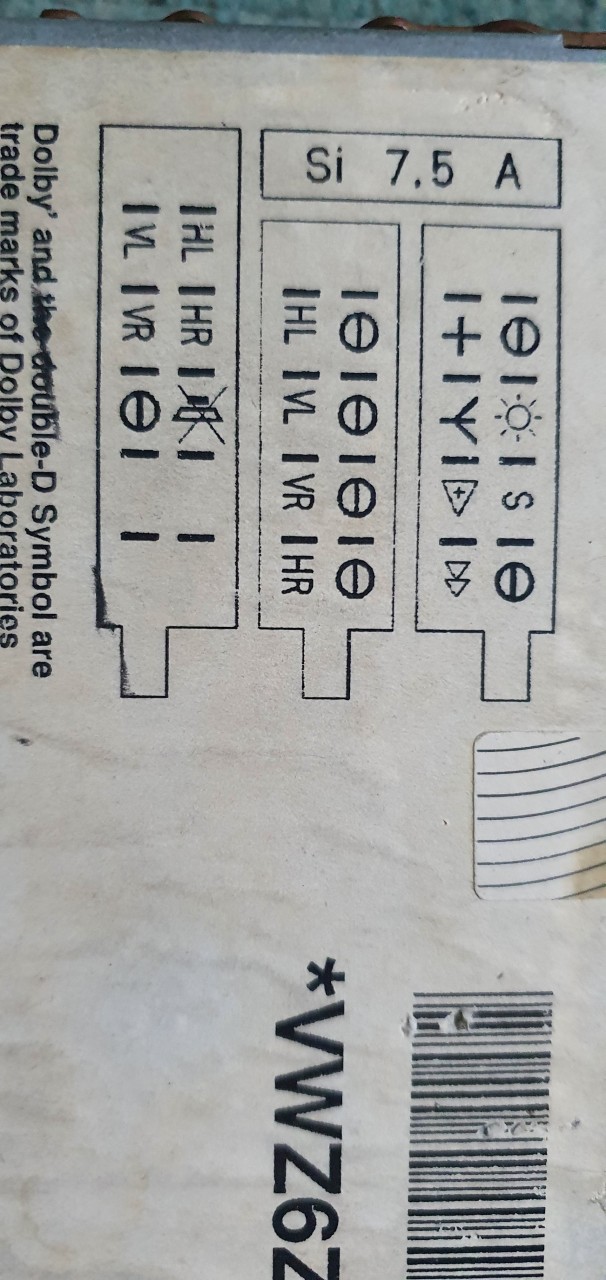 Si 7.5 A
S
+
HL VL VR HR
HL HR
VL VR
Dolby' and the double-D Symbol are
trade marks of Dolby Laboratories
*VWZ6Z